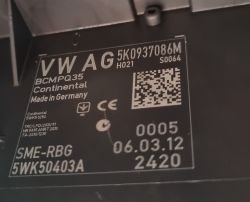 VW AG 5K0937086M
H021 S0064
BCMPQ35
Continental
Made in Germany
0005
SME-RBG 06.03.12
5WK50403A 2420